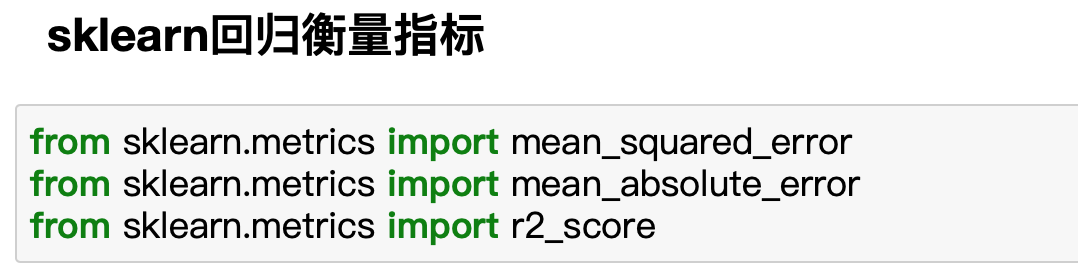 sklearn回归衡量指标
from sklearn.metrics import mean_squared_error
from sklearn.metrics import mean_absolute_error
from sklearn.metrics import r2_score